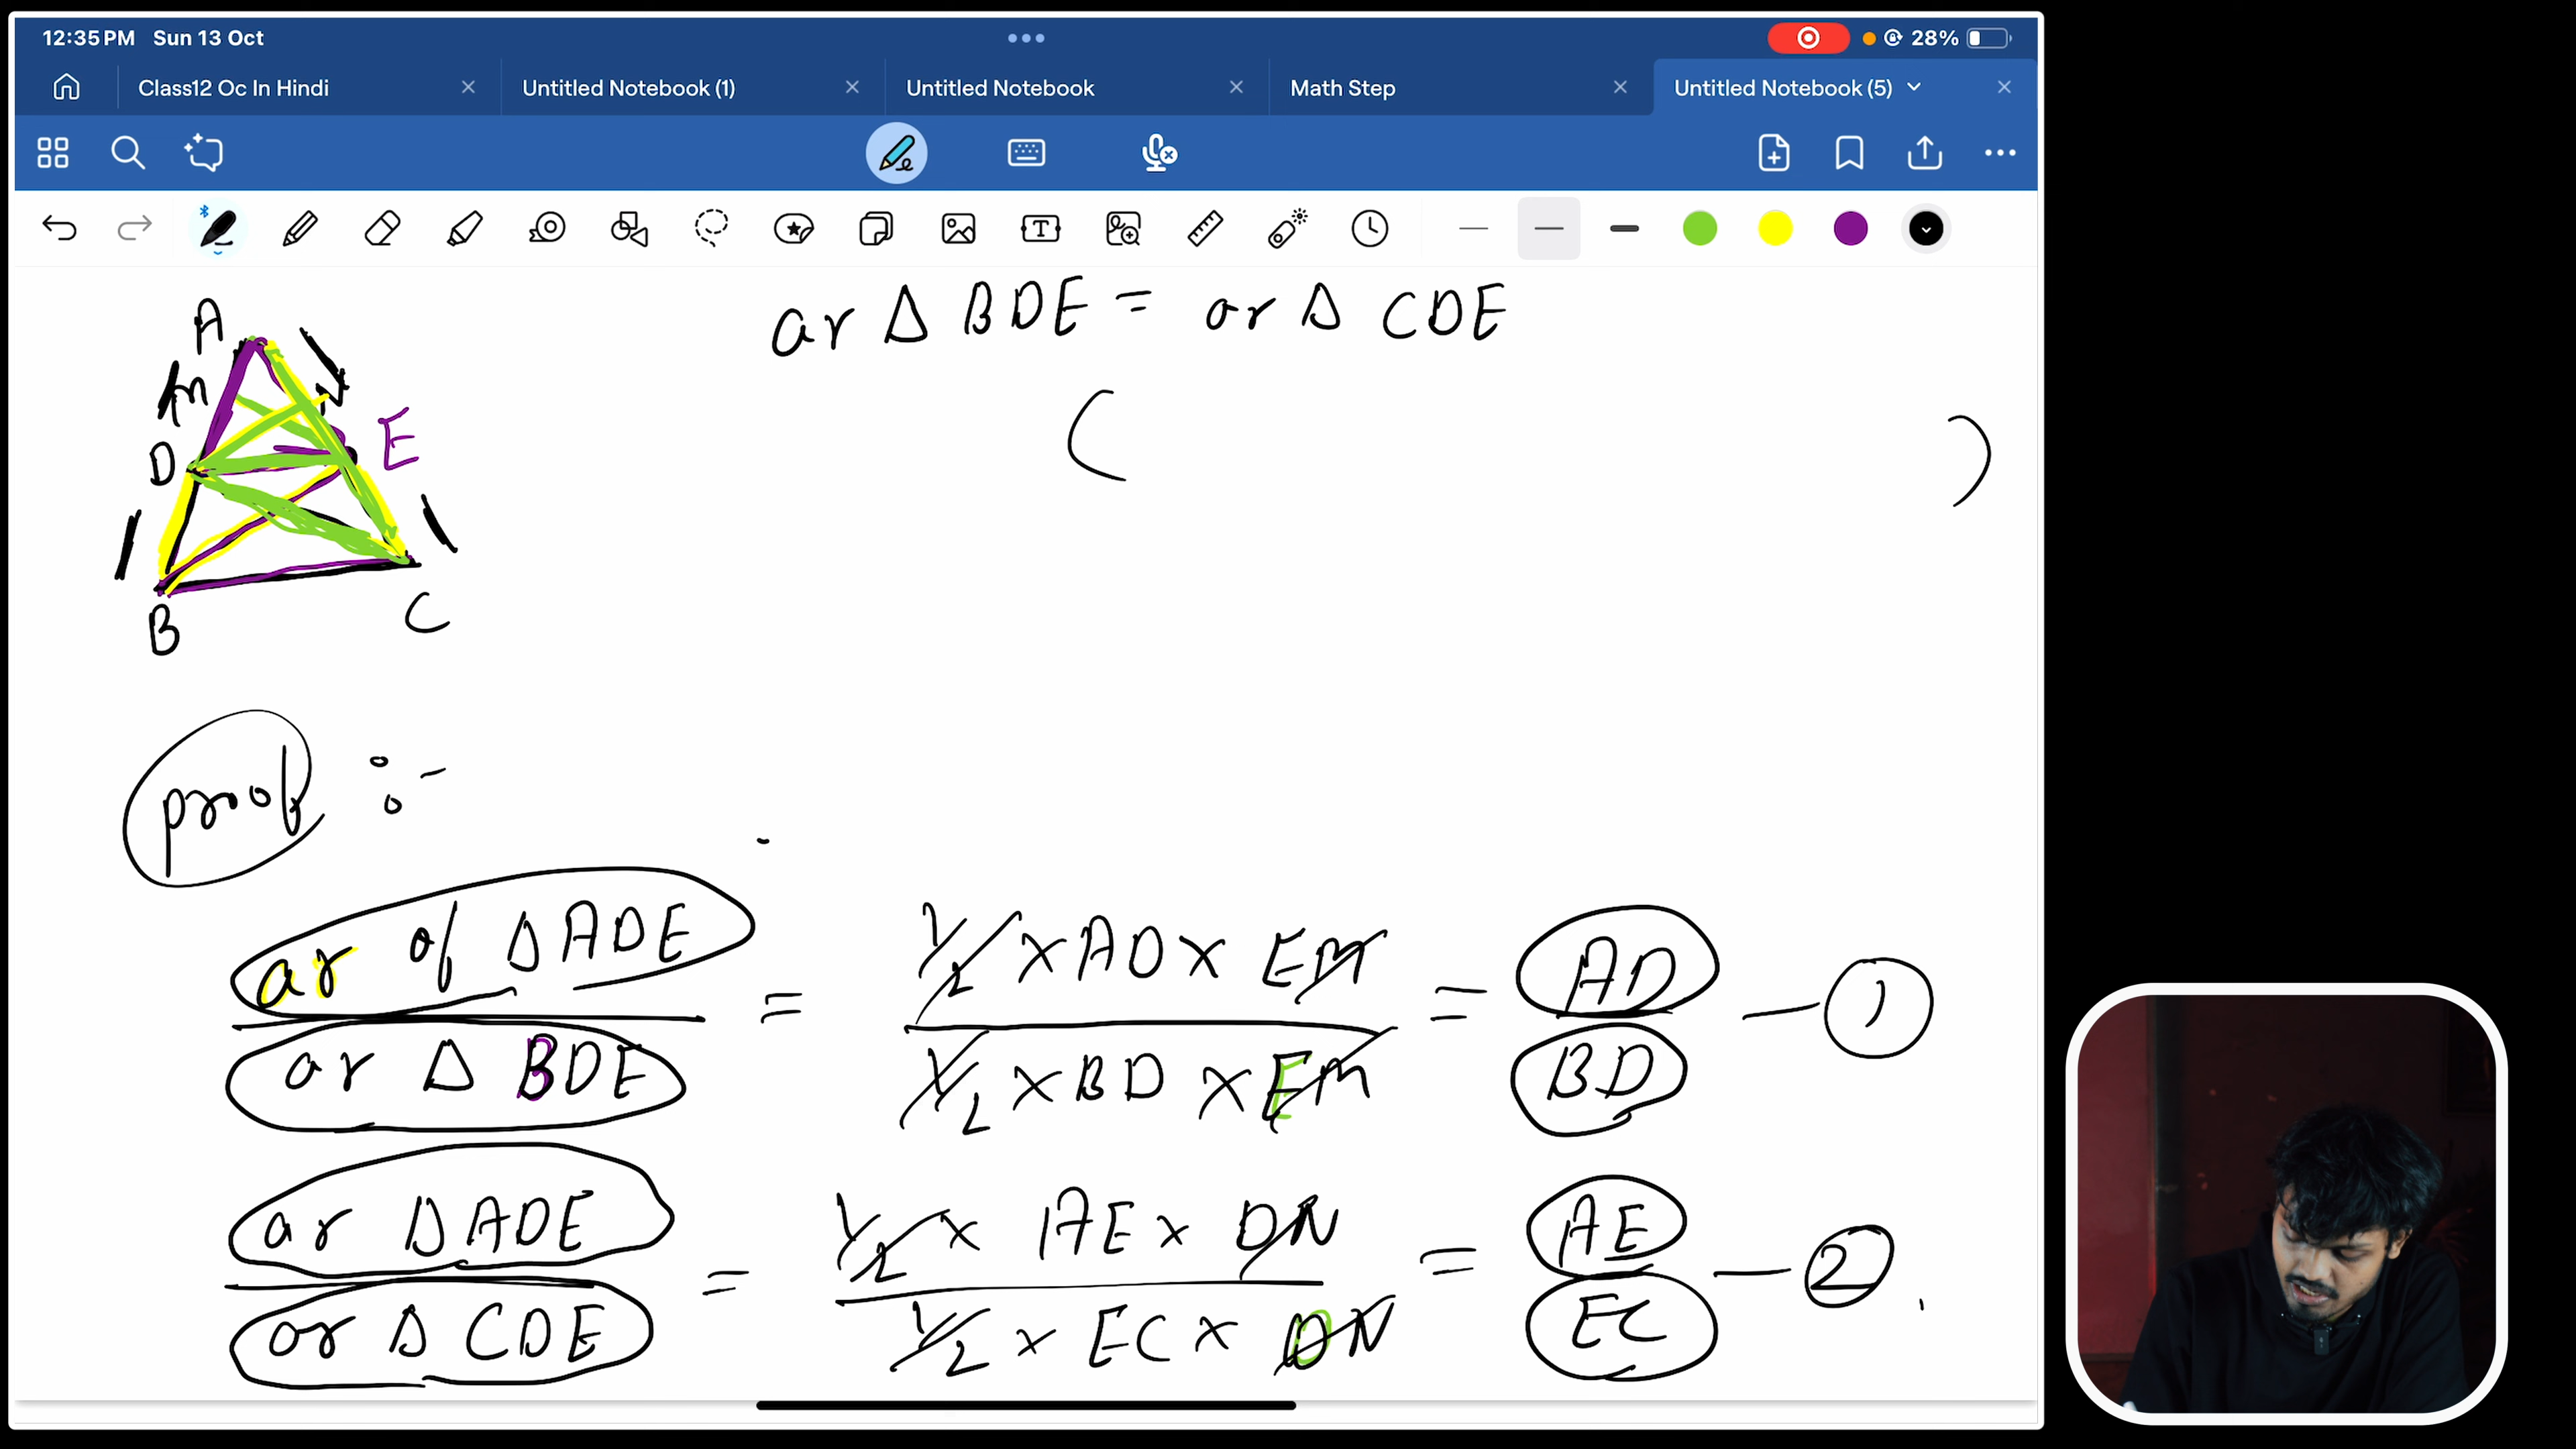 12:35 PM Sun 13 Oct 28%
Class12 Oc In Hindi Untitled Notebook (1) Untitled Notebook Math Step Untitled Notebook (5)
ar Δ BDE = ar Δ CDE
( )
A
m N
D E
B C
proof :-
ar of Δ ADE / ar Δ BDE = 1/2 × AD × EM / 1/2 × BD × EM = AD / BD — 1
ar Δ ADE / ar Δ CDE = 1/2 × AE × DN / 1/2 × EC × DN = AE / EC — 2